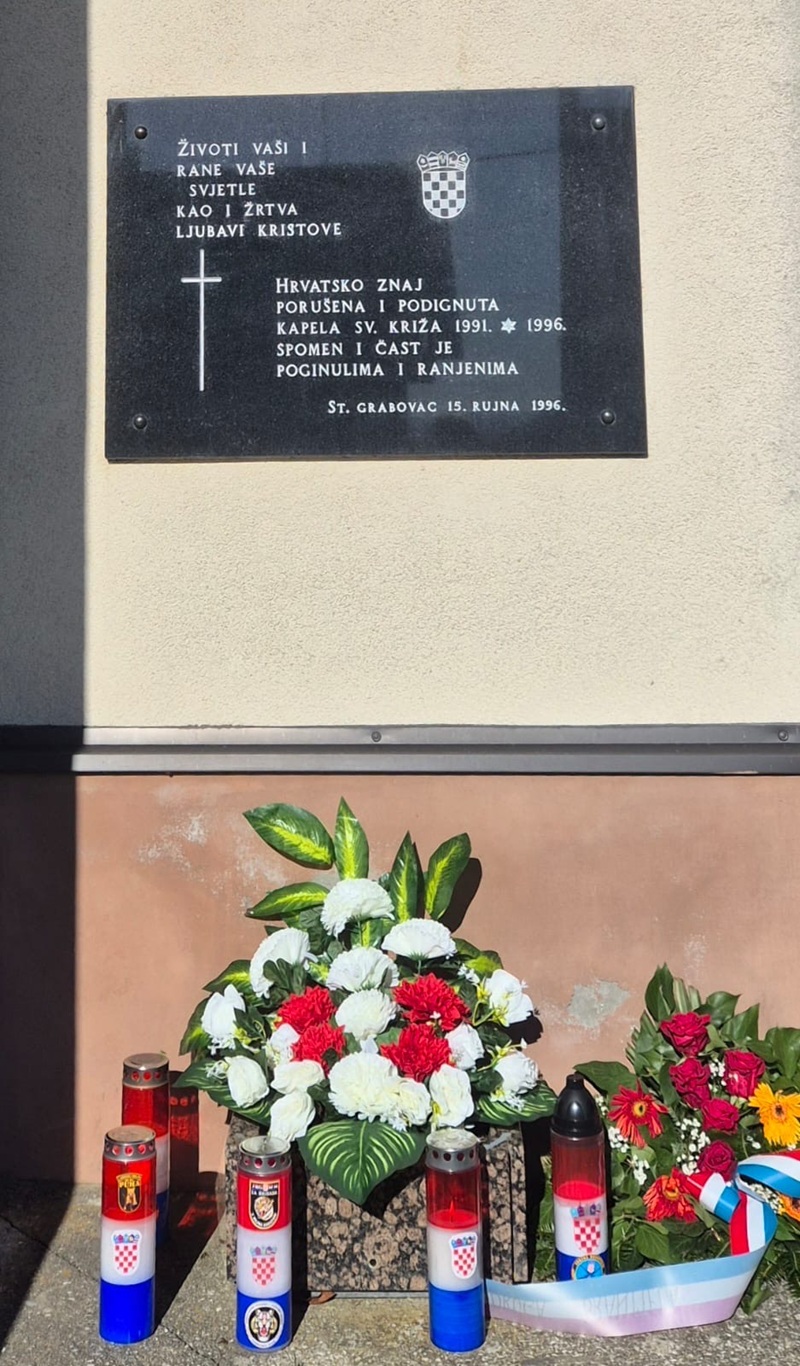 ŽIVOTI VAŠI I
RANE VAŠE
SVJETLE
KAO I ŽRTVA
LJUBAVI KRISTOVE
HRVATSKO ZNAJ
PORUŠENA I PODIGNUTA
KAPELA SV. KRIŽA 1991. ✡ 1996.
SPOMEN I ČAST JE
POGINULIMA I RANJENIMA
ST. GRABOVAC 15. RUJNA 1996.